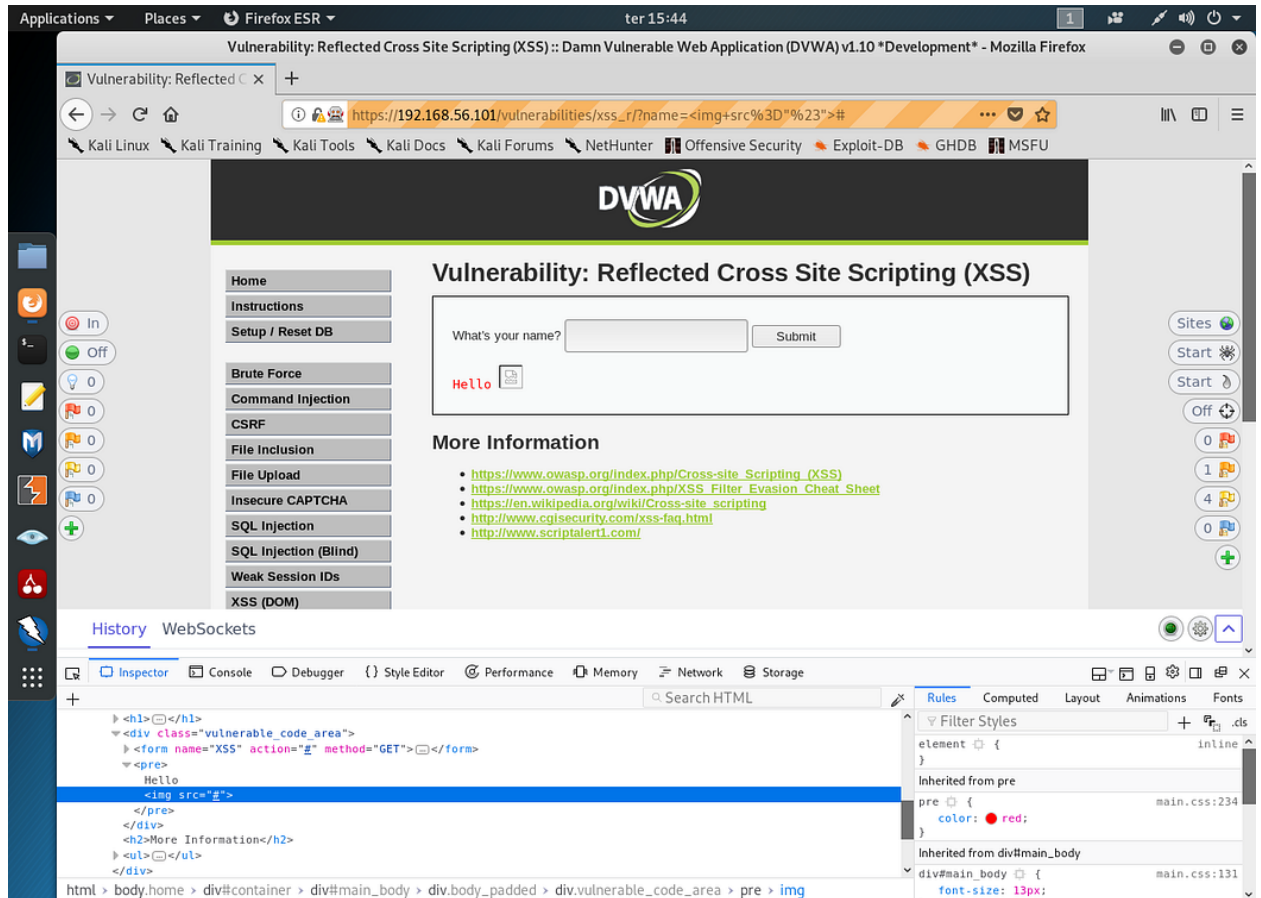 Applications Places Firefox ESR ter 15:44 1
Vulnerability: Reflected Cross Site Scripting (XSS) :: Damn Vulnerable Web Application (DVWA) v1.10 *Development* - Mozilla Firefox
Vulnerability: Reflected C
https://192.168.56.101/vulnerabilities/xss_r/?name=<img+src%3D"%23">#
Kali Linux Kali Training Kali Tools Kali Docs Kali Forums NetHunter Offensive Security Exploit-DB GHDB MSFU
DVWA
Home
Instructions
Setup / Reset DB
Brute Force
Command Injection
CSRF
File Inclusion
File Upload
Insecure CAPTCHA
SQL Injection
SQL Injection (Blind)
Weak Session IDs
XSS (DOM)
Vulnerability: Reflected Cross Site Scripting (XSS)
What's your name? Submit
Hello
More Information
https://www.owasp.org/index.php/Cross-site_Scripting_(XSS)
https://www.owasp.org/index.php/XSS_Filter_Evasion_Cheat_Sheet
https://en.wikipedia.org/wiki/Cross-site_scripting
http://www.cgisecurity.com/xss-faq.html
http://www.scriptalert1.com/
In
Off
0
0
0
0
0
Sites
Start
Start
Off
0
1
4
0
History WebSockets
Inspector Console Debugger {} Style Editor Performance Memory Network Storage
+ Search HTML
<h1></h1>
<div class="vulnerable_code_area">
<form name="XSS" action="#" method="GET"></form>
<pre>
Hello
<img src="#">
</pre>
</div>
<h2>More Information</h2>
<ul></ul>
</div>
html > body.home > div#container > div#main_body > div.body_padded > div.vulnerable_code_area > pre > img
Rules Computed Layout Animations Fonts
Filter Styles + .cls
element { inline
}
Inherited from pre
pre { main.css:234
color: red;
}
Inherited from div#main_body
div#main_body { main.css:131
font-size: 13px;